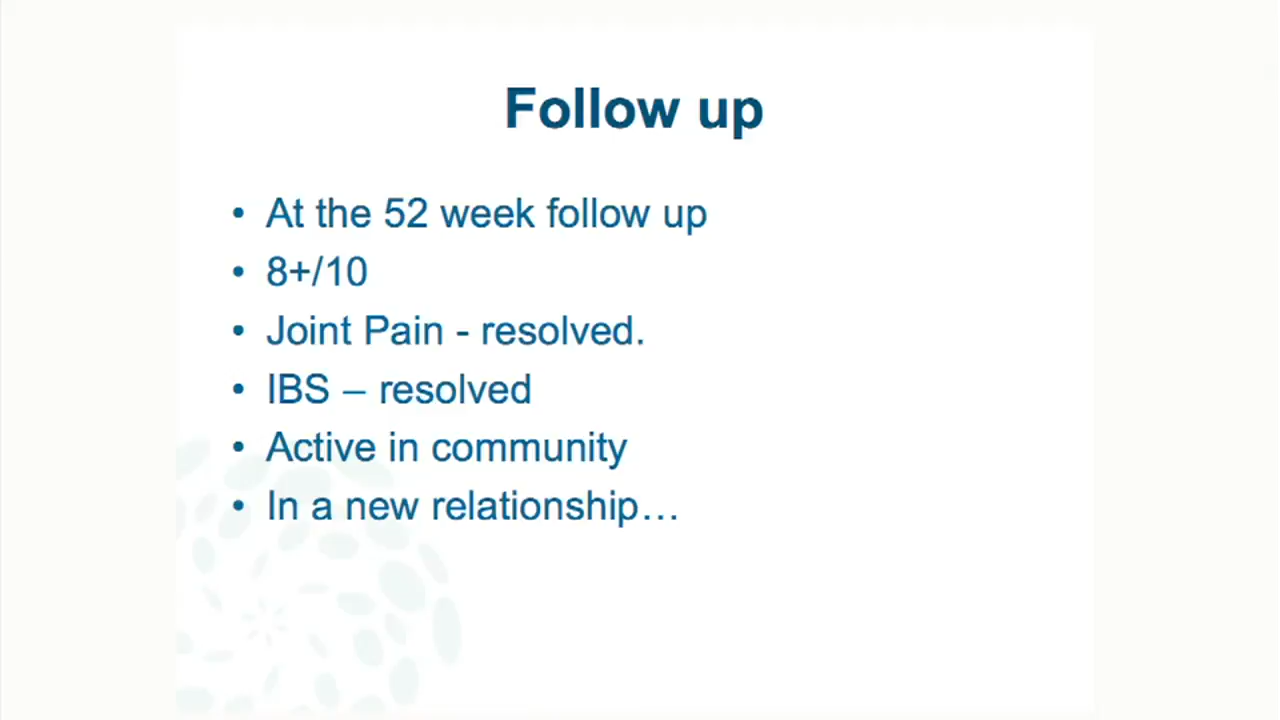 Follow up
• At the 52 week follow up
• 8+/10
• Joint Pain - resolved.
• IBS – resolved
• Active in community
• In a new relationship…